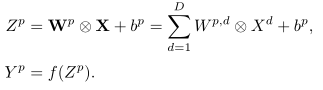 Z^p = \mathbf{W}^p \otimes \mathbf{X} + b^p = \sum_{d=1}^{D} W^{p,d} \otimes X^d + b^p,
Y^p = f(Z^p).